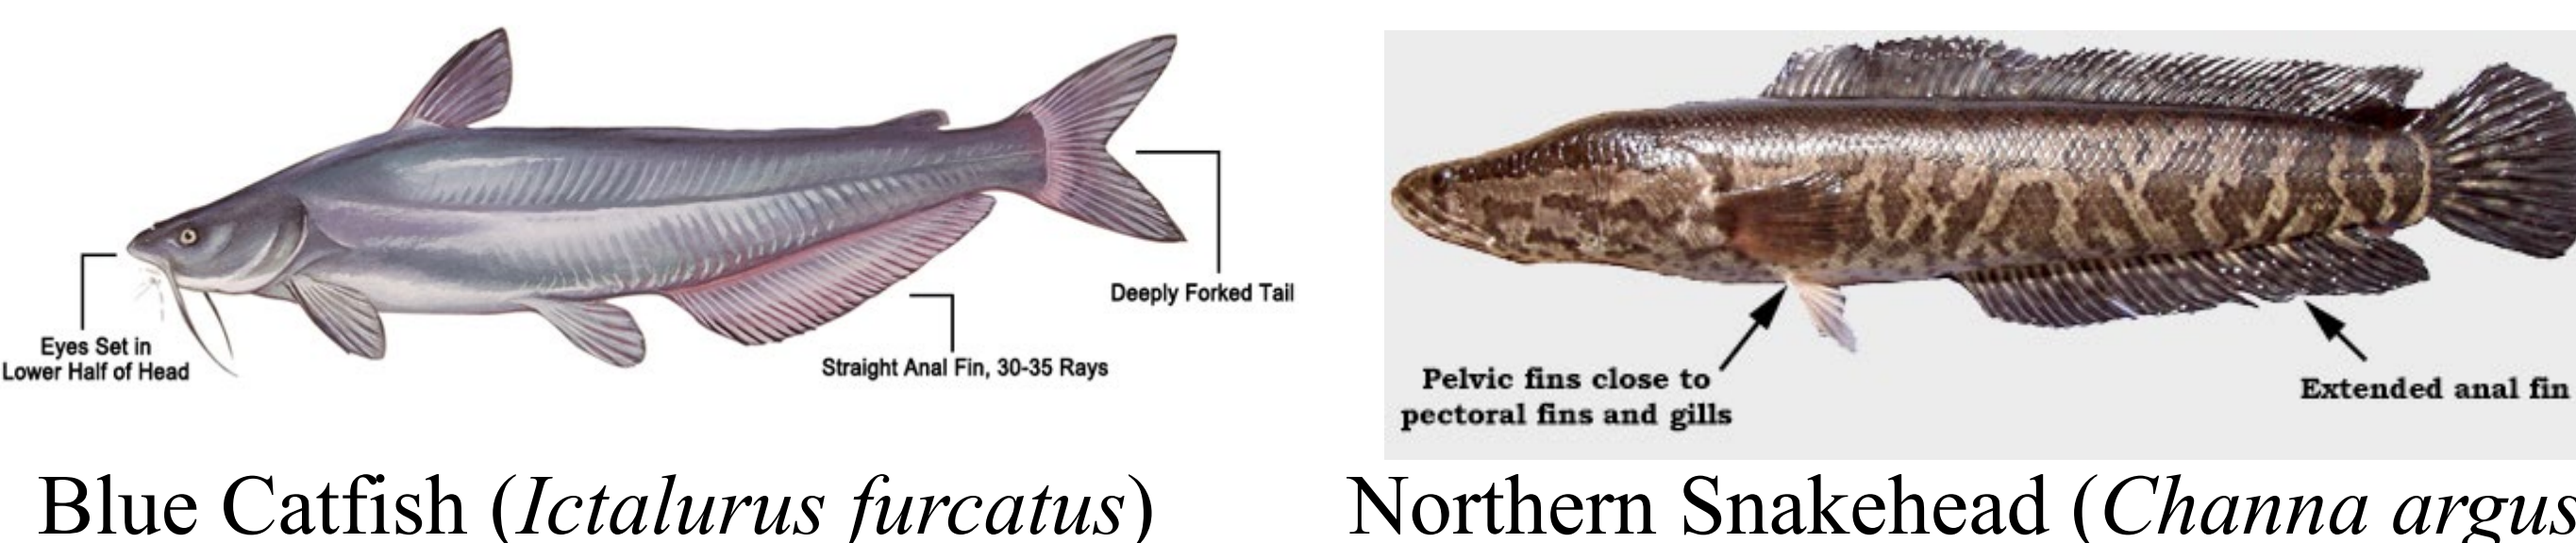 Eyes Set in
Lower Half of Head
Straight Anal Fin, 30-35 Rays
Deeply Forked Tail
Blue Catfish (Ictalurus furcatus)
Pelvic fins close to
pectoral fins and gills
Extended anal fin
Northern Snakehead (Channa argus